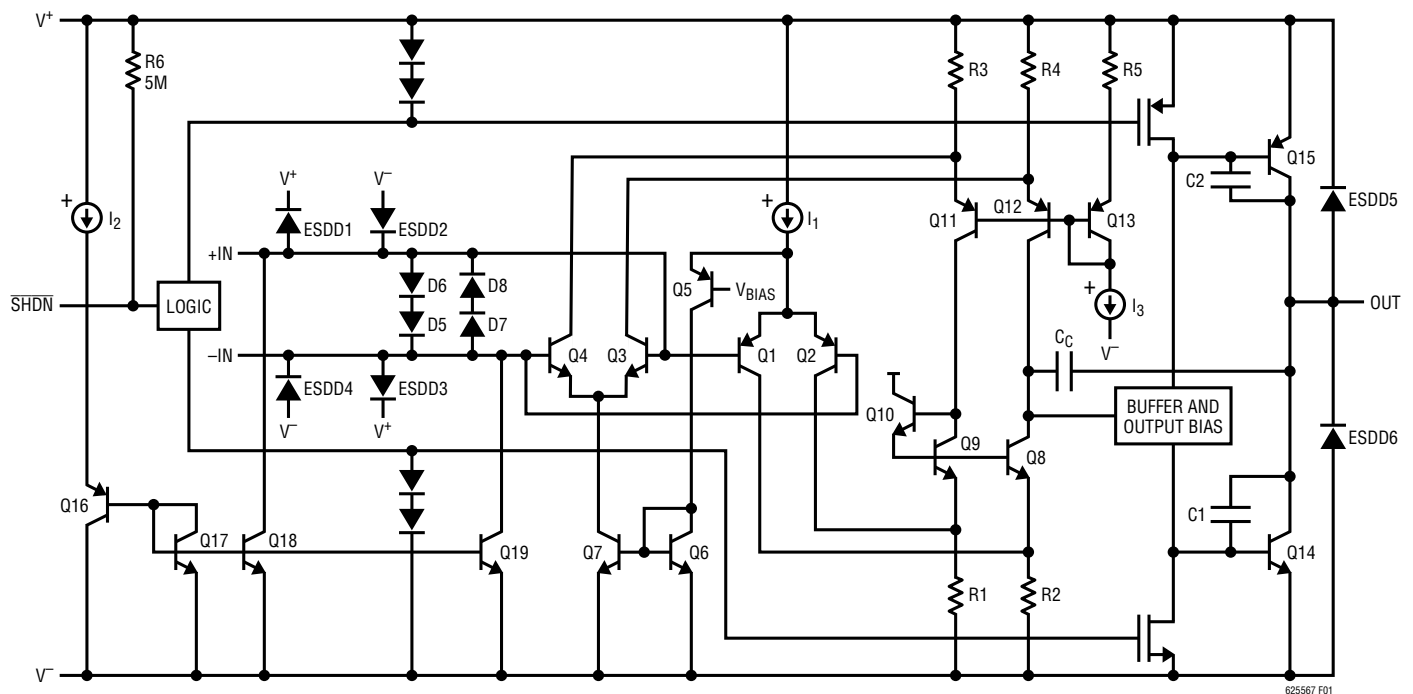 V+
R6
5M
R3
R4
R5
Q15
C2
V+
V−
+
I2
ESDD1
ESDD2
+
I1
Q11
Q12
Q13
ESDD5
+IN
D6
D8
Q5
VBIAS
+
I3
SHDN
LOGIC
OUT
D5
D7
V−
−IN
Q4
Q3
Q1
Q2
CC
ESDD4
ESDD3
V−
V+
Q10
BUFFER AND
OUTPUT BIAS
ESDD6
Q9
Q8
Q16
C1
Q17
Q18
Q19
Q7
Q6
Q14
R1
R2
V−
625567 F01